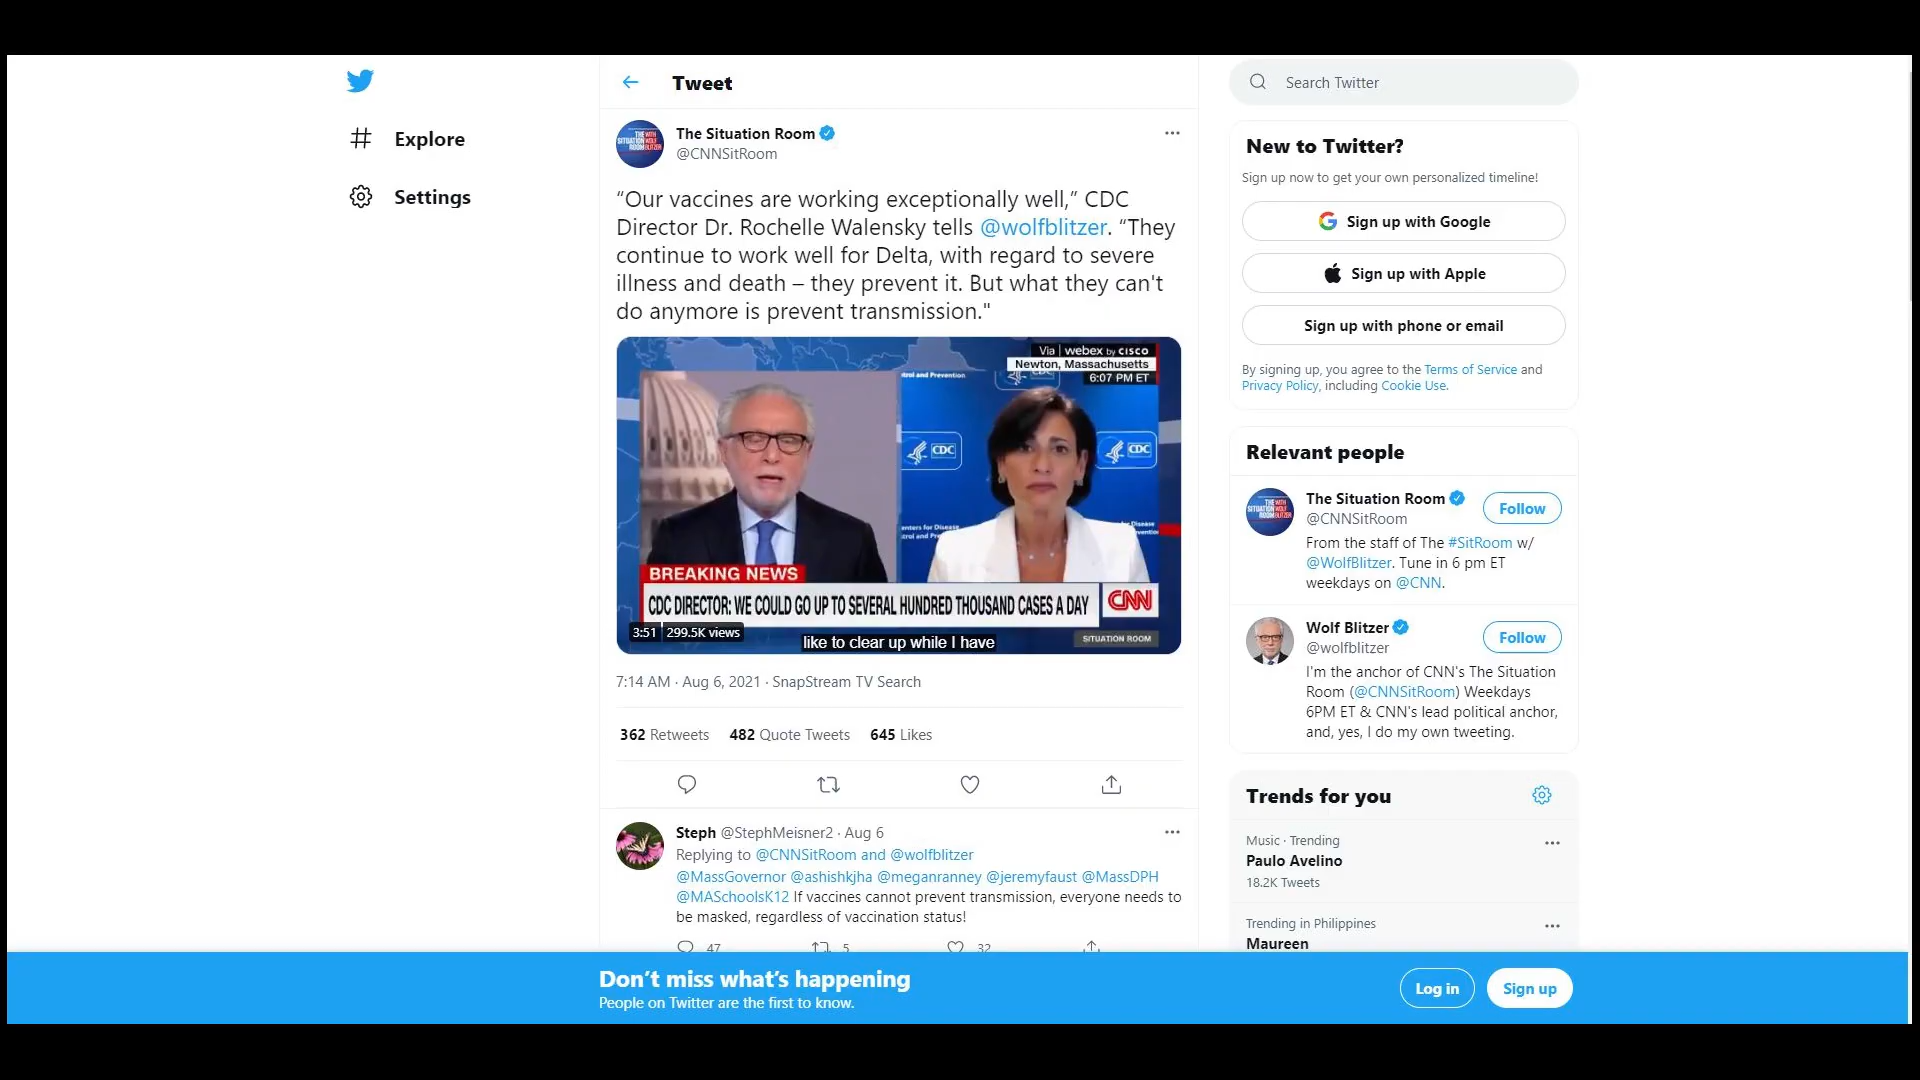 Tweet
Search Twitter
Explore
Settings
The Situation Room
@CNNSitRoom
“Our vaccines are working exceptionally well,” CDC
Director Dr. Rochelle Walensky tells @wolfblitzer. “They
continue to work well for Delta, with regard to severe
illness and death – they prevent it. But what they can't
do anymore is prevent transmission."
Via webex by CISCO
Newton, Massachusetts
6:07 PM ET
trol and Prevention
CDC
CDC
BREAKING NEWS
CDC DIRECTOR: WE COULD GO UP TO SEVERAL HUNDRED THOUSAND CASES A DAY
CNN
3:51 299.5K views
like to clear up while I have
SITUATION ROOM
7:14 AM · Aug 6, 2021 · SnapStream TV Search
362 Retweets 482 Quote Tweets 645 Likes
Steph @StephMeisner2 · Aug 6
Replying to @CNNSitRoom and @wolfblitzer
@MassGovernor @ashishkjha @meganranney @jeremyfaust @MassDPH
@MASchoolsK12 If vaccines cannot prevent transmission, everyone needs to
be masked, regardless of vaccination status!
47 5 32
New to Twitter?
Sign up now to get your own personalized timeline!
Sign up with Google
Sign up with Apple
Sign up with phone or email
By signing up, you agree to the Terms of Service and
Privacy Policy, including Cookie Use.
Relevant people
The Situation Room
@CNNSitRoom
Follow
From the staff of The #SitRoom w/
@WolfBlitzer. Tune in 6 pm ET
weekdays on @CNN.
Wolf Blitzer
@wolfblitzer
Follow
I'm the anchor of CNN's The Situation
Room (@CNNSitRoom) Weekdays
6PM ET & CNN's lead political anchor,
and, yes, I do my own tweeting.
Trends for you
Music · Trending
Paulo Avelino
18.2K Tweets
Trending in Philippines
Maureen
Don’t miss what’s happening
People on Twitter are the first to know.
Log in
Sign up